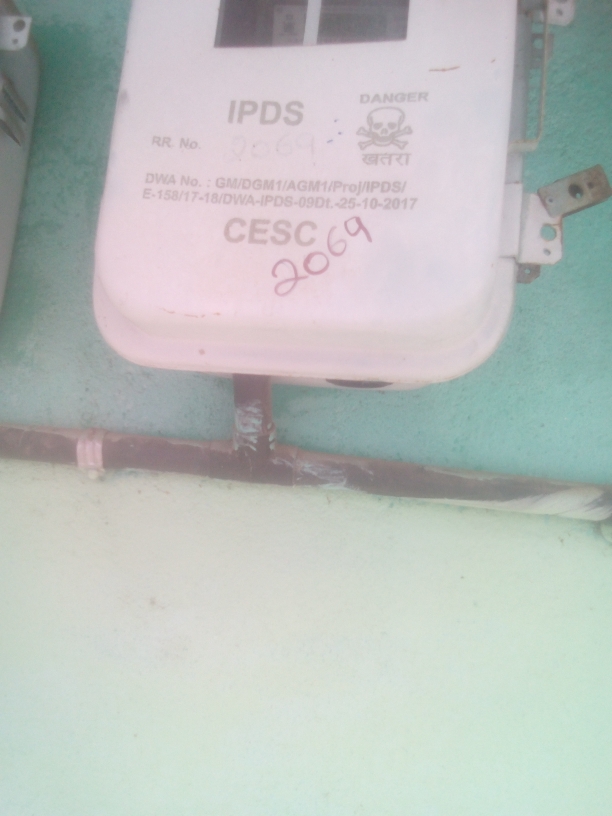 IPDS
DANGER
RR. No. 2069
खतरा
DWA No. : GM/DGM1/AGM1/Proj/IPDS/
E-158/17-18/DWA-IPDS-09Dt.-25-10-2017
CESC
2069